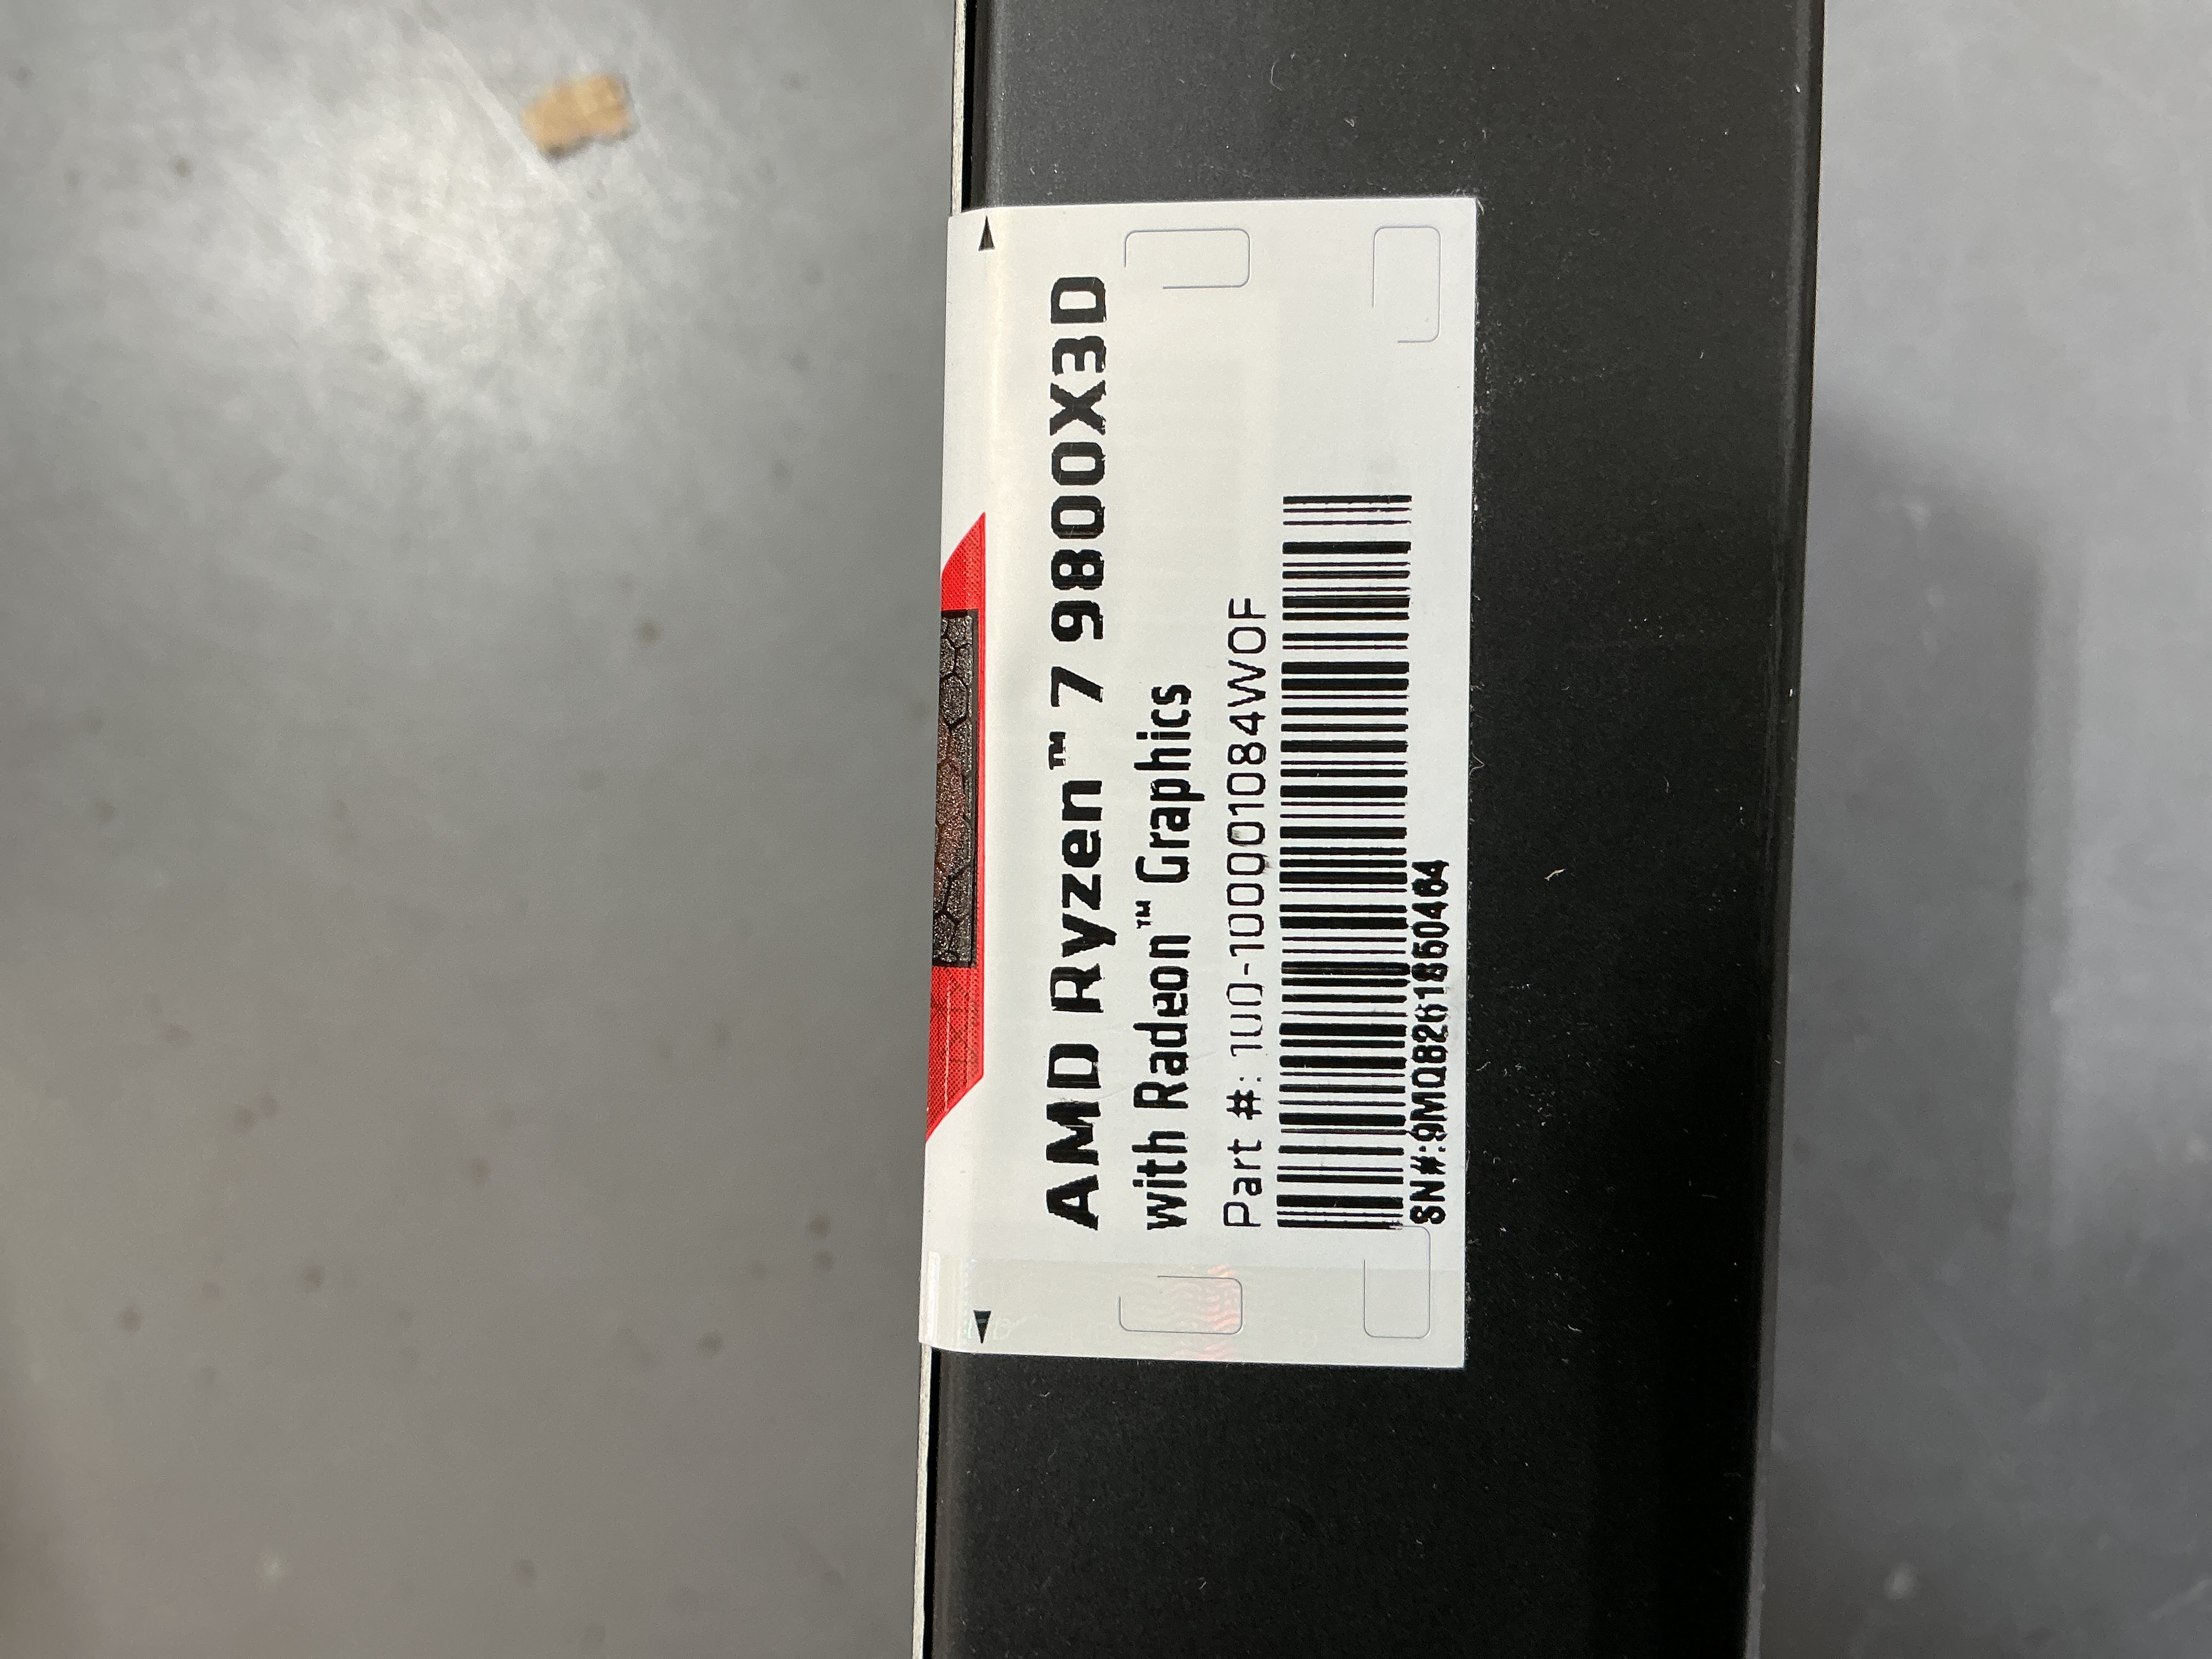 AMD Ryzen™ 7 9800X3D
with Radeon™ Graphics
Part #: 100-100001084WOF
SN#:9MQ8261860464